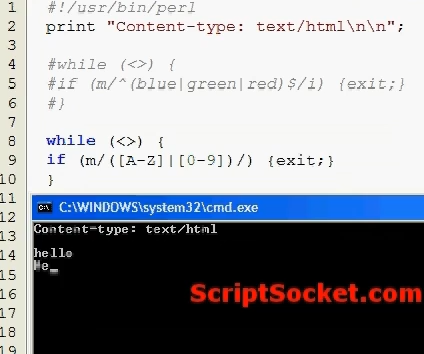 1 #!/usr/bin/perl
2 print "Content-type: text/html\n\n";
3
4 #while (<>) {
5 #if (m/^(blue|green|red)$/i) {exit;}
6 #}
7
8 while (<>) {
9 if (m/([A-Z]|[0-9])/) {exit;}
10 }
11
12 C:\WINDOWS\system32\cmd.exe
13 Content-type: text/html
14 hello
15 He_
16 ScriptSocket.com
17
18
19